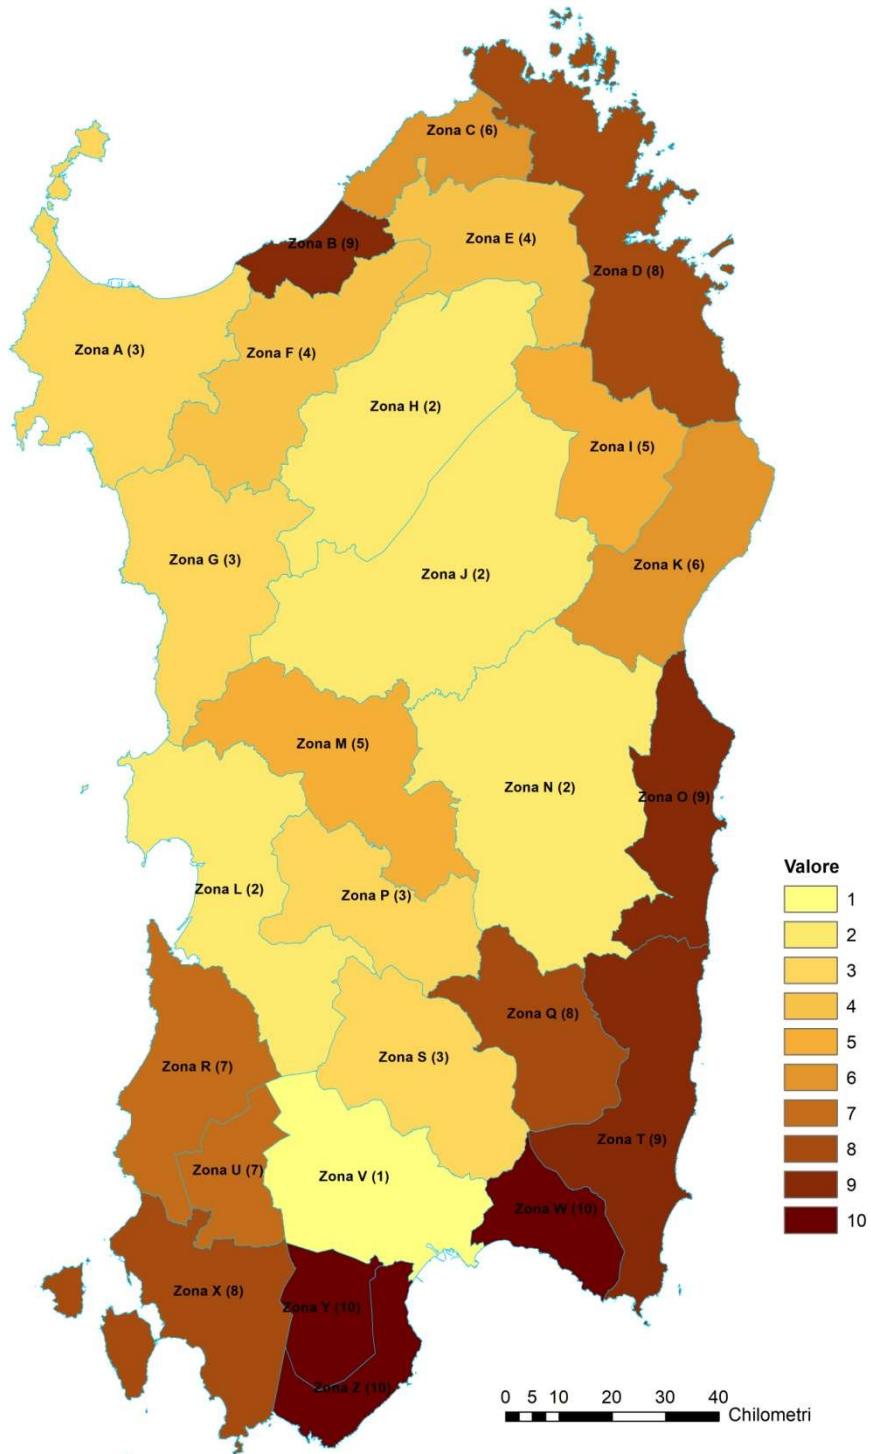 Zona C (6)
Zona B (9)
Zona E (4)
Zona D (8)
Zona A (3)
Zona F (4)
Zona H (2)
Zona I (5)
Zona G (3)
Zona K (6)
Zona J (2)
Zona M (5)
Zona N (2)
Zona O (9)
Zona L (2)
Zona P (3)
Zona Q (8)
Zona S (3)
Zona R (7)
Zona T (9)
Zona U (7)
Zona V (1)
Zona W (10)
Zona X (8)
Zona Y (10)
Zona Z (10)
Valore
1
2
3
4
5
6
7
8
9
10
0 5 10 20 30 40
Chilometri